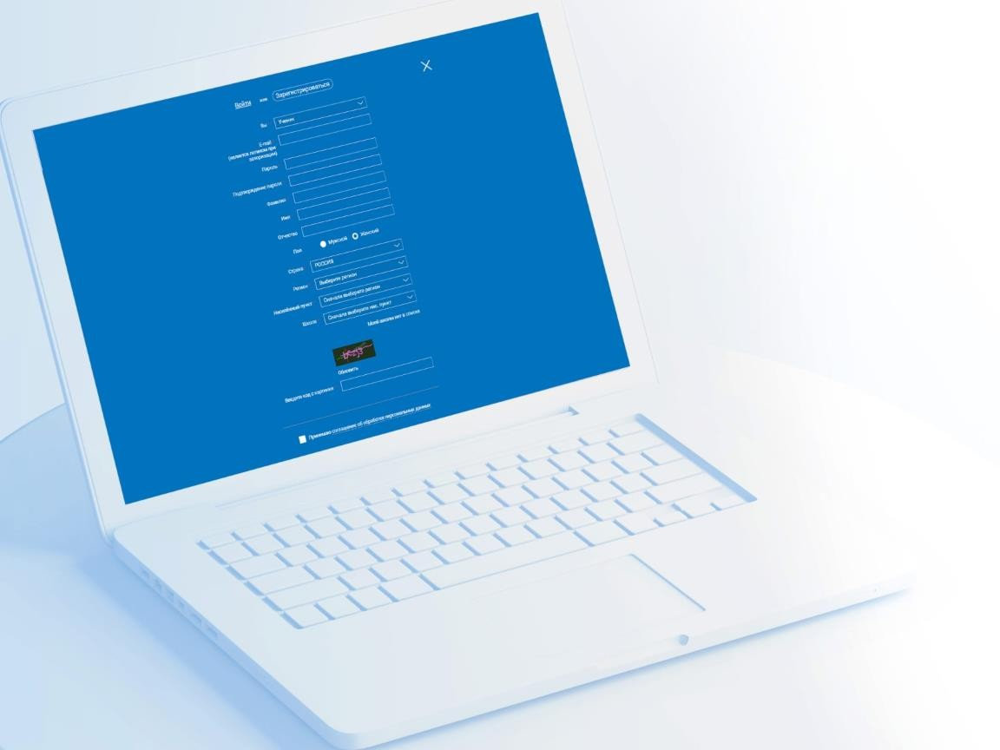 Войти или Зарегистрироваться
Вы Ученик
E-mail
(является логином при
авторизации)
Пароль
Подтверждение пароля
Фамилия
Имя
Отчество
Пол Мужской Женский
Страна РОССИЯ
Регион Выберите регион
Населённый пункт Сначала выберите регион
Школа Сначала выберите нас. пункт
Моей школы нет в списке
Обновить
Введите код с картинки
Принимаю соглашение об обработке персональных данных